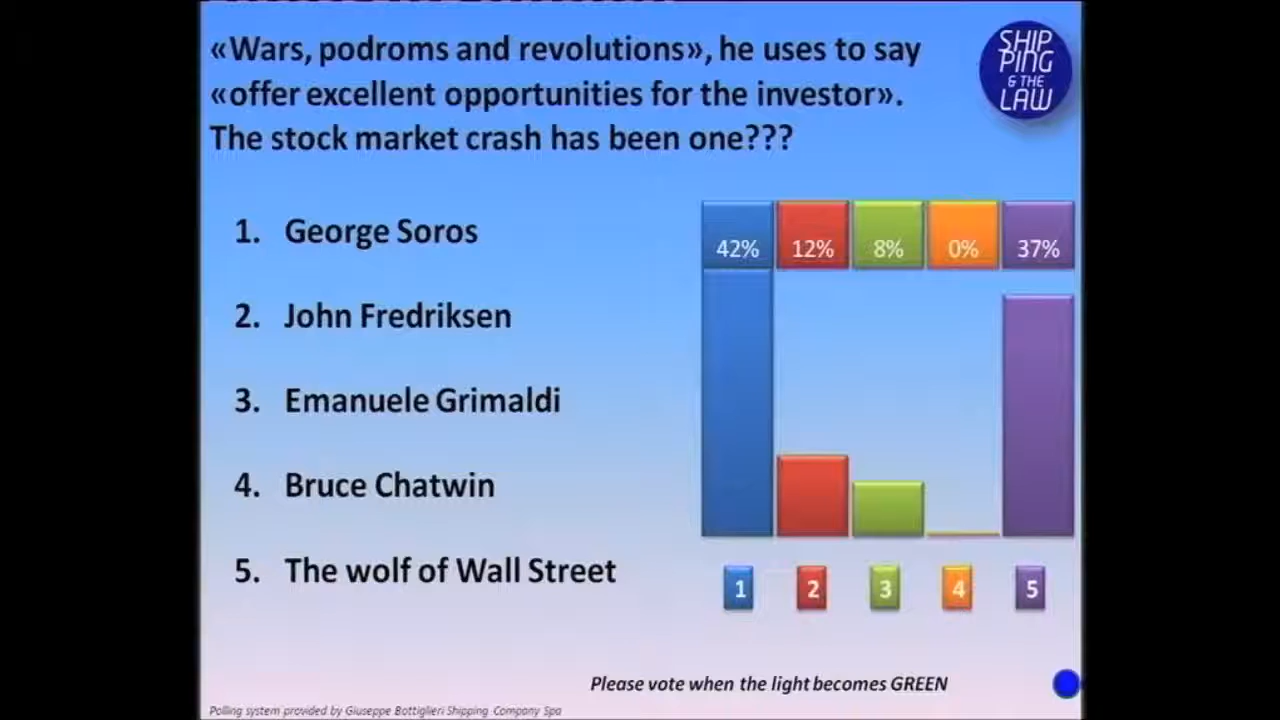 «Wars, podroms and revolutions», he uses to say
«offer excellent opportunities for the investor».
The stock market crash has been one???
SHIP
PING
& THE
LAW
1. George Soros
2. John Fredriksen
3. Emanuele Grimaldi
4. Bruce Chatwin
5. The wolf of Wall Street
42% 12% 8% 0% 37%
1 2 3 4 5
Please vote when the light becomes GREEN
Polling system provided by Giuseppe Bottiglieri Shipping Company Spa